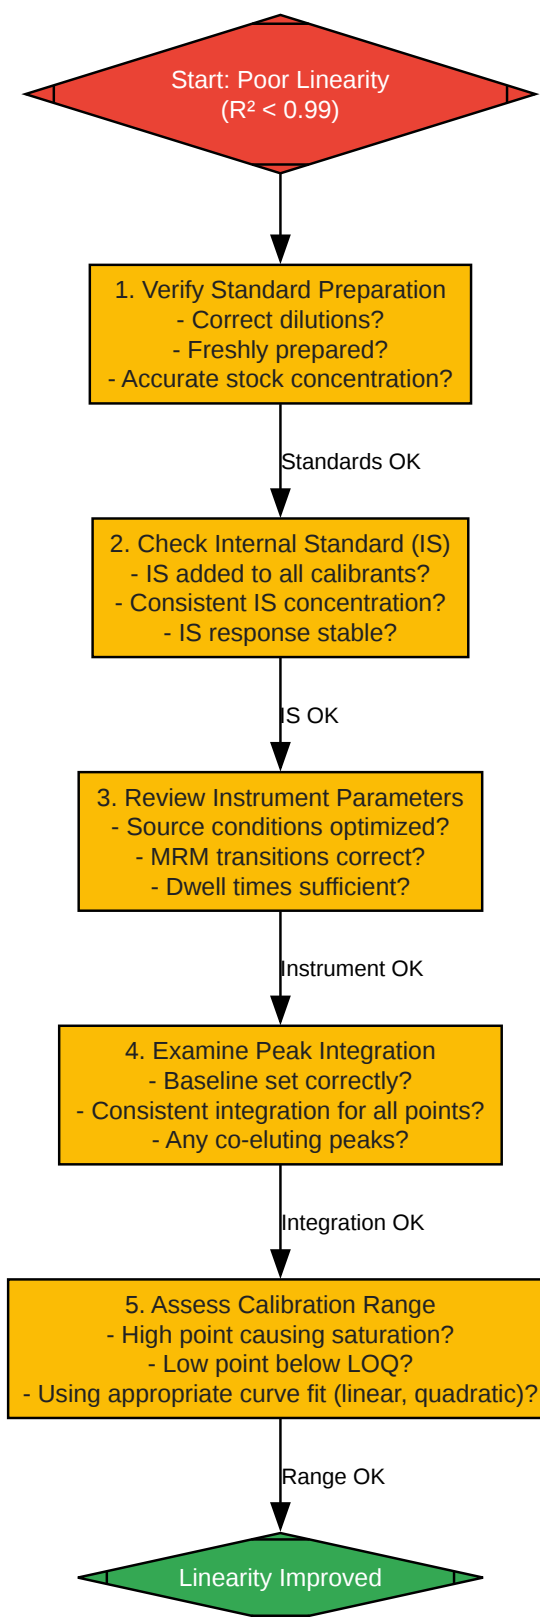 Start: Poor Linearity
(R² < 0.99)
1. Verify Standard Preparation
- Correct dilutions?
- Freshly prepared?
- Accurate stock concentration?
Standards OK
2. Check Internal Standard (IS)
- IS added to all calibrants?
- Consistent IS concentration?
- IS response stable?
IS OK
3. Review Instrument Parameters
- Source conditions optimized?
- MRM transitions correct?
- Dwell times sufficient?
Instrument OK
4. Examine Peak Integration
- Baseline set correctly?
- Consistent integration for all points?
- Any co-eluting peaks?
Integration OK
5. Assess Calibration Range
- High point causing saturation?
- Low point below LOQ?
- Using appropriate curve fit (linear, quadratic)?
Range OK
Linearity Improved